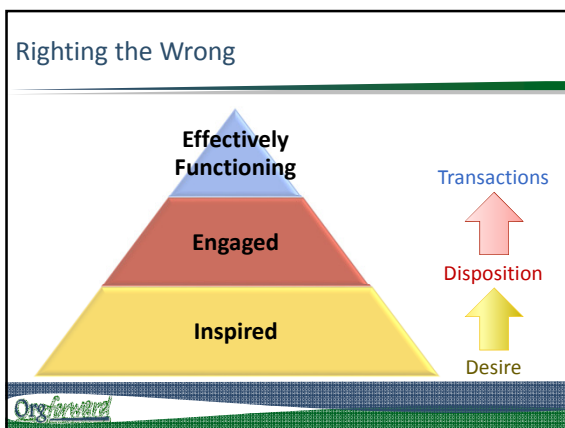 Righting the Wrong
Effectively
Functioning
Transactions
Engaged
Disposition
Inspired
Desire
Orgforward